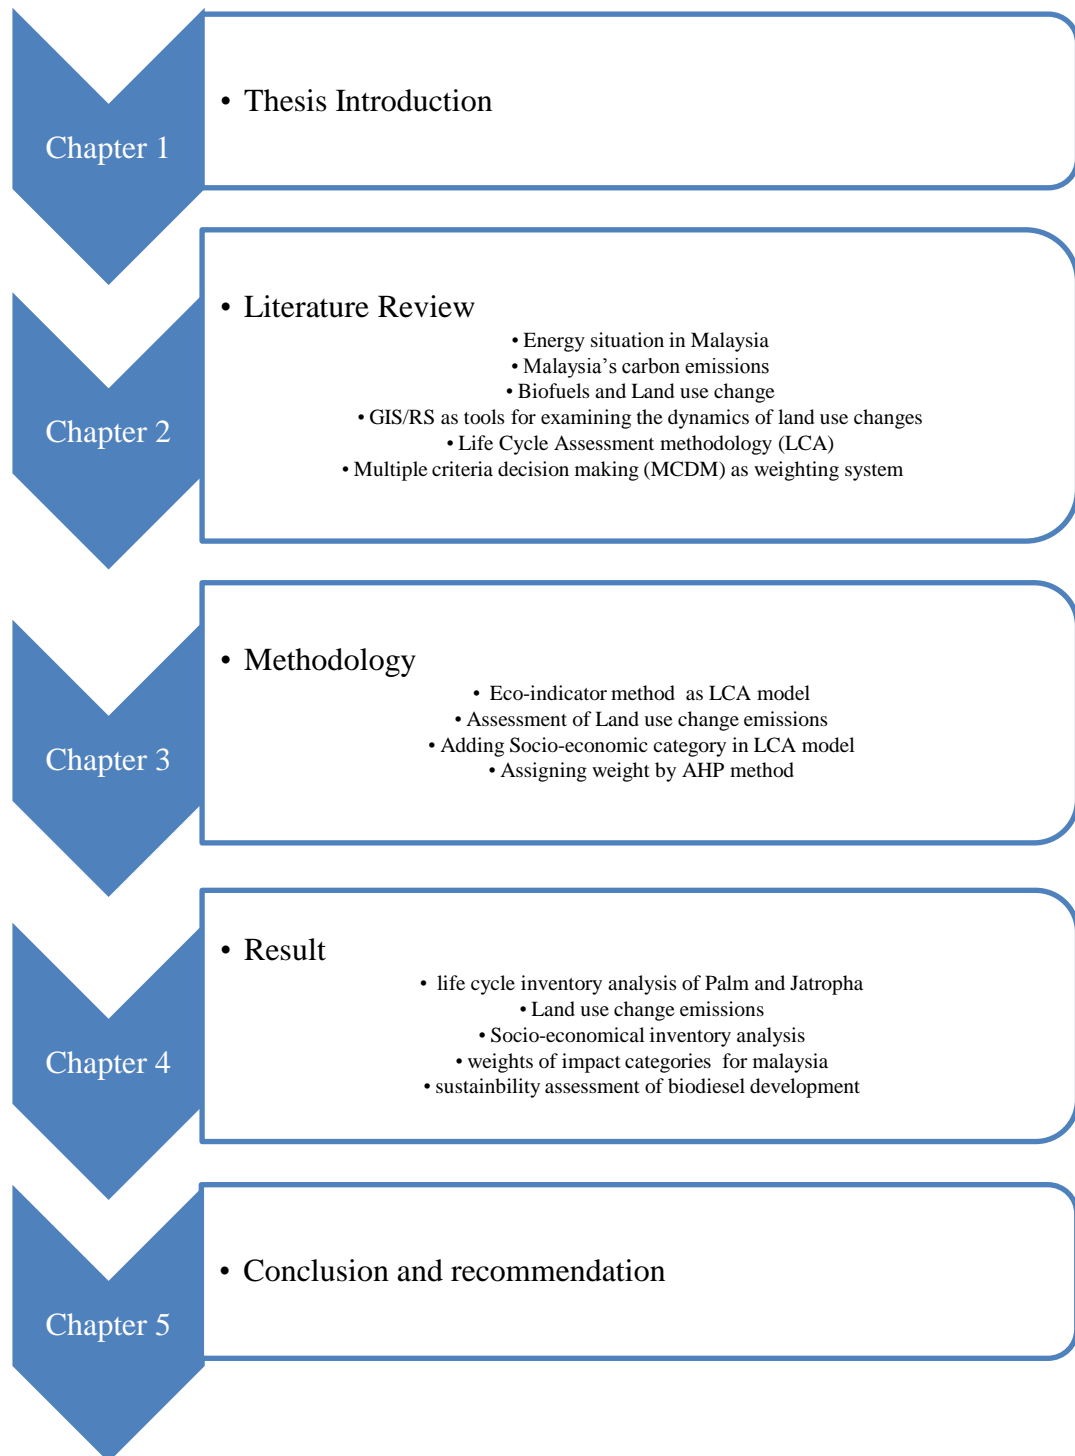 Chapter 1
• Thesis Introduction
Chapter 2
• Literature Review
• Energy situation in Malaysia
• Malaysia’s carbon emissions
• Biofuels and Land use change
• GIS/RS as tools for examining the dynamics of land use changes
• Life Cycle Assessment methodology (LCA)
• Multiple criteria decision making (MCDM) as weighting system
Chapter 3
• Methodology
• Eco-indicator method as LCA model
• Assessment of Land use change emissions
• Adding Socio-economic category in LCA model
• Assigning weight by AHP method
Chapter 4
• Result
• life cycle inventory analysis of Palm and Jatropha
• Land use change emissions
• Socio-economical inventory analysis
• weights of impact categories for malaysia
• sustainbility assessment of biodiesel development
Chapter 5
• Conclusion and recommendation